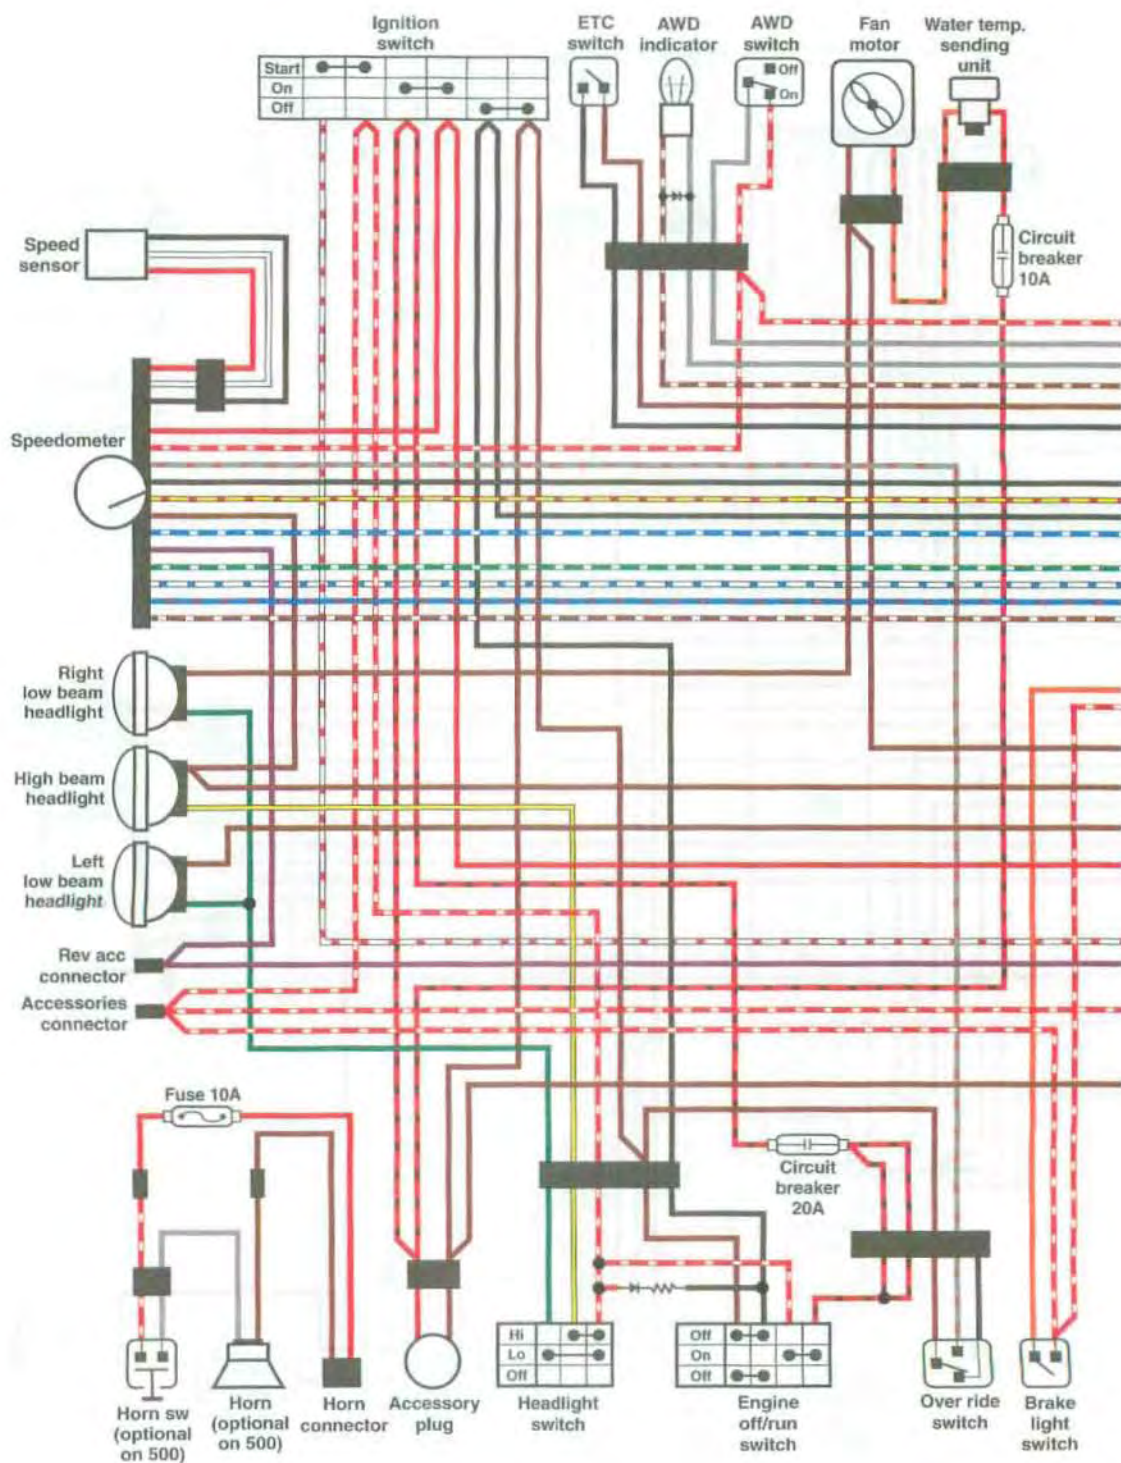 Ignition
switch
Start
On
Off
ETC
switch
AWD
indicator
AWD
switch
Off
On
Fan
motor
Water temp.
sending
unit
Circuit
breaker
10A
Speed
sensor
Speedometer
Right
low beam
headlight
High beam
headlight
Left
low beam
headlight
Rev acc
connector
Accessories
connector
Fuse 10A
Circuit
breaker
20A
Horn sw
(optional
on 500)
Horn
(optional
on 500)
Horn
connector
Accessory
plug
Hi
Lo
Off
Headlight
switch
Off
On
Off
Engine
off/run
switch
Over ride
switch
Brake
light
switch